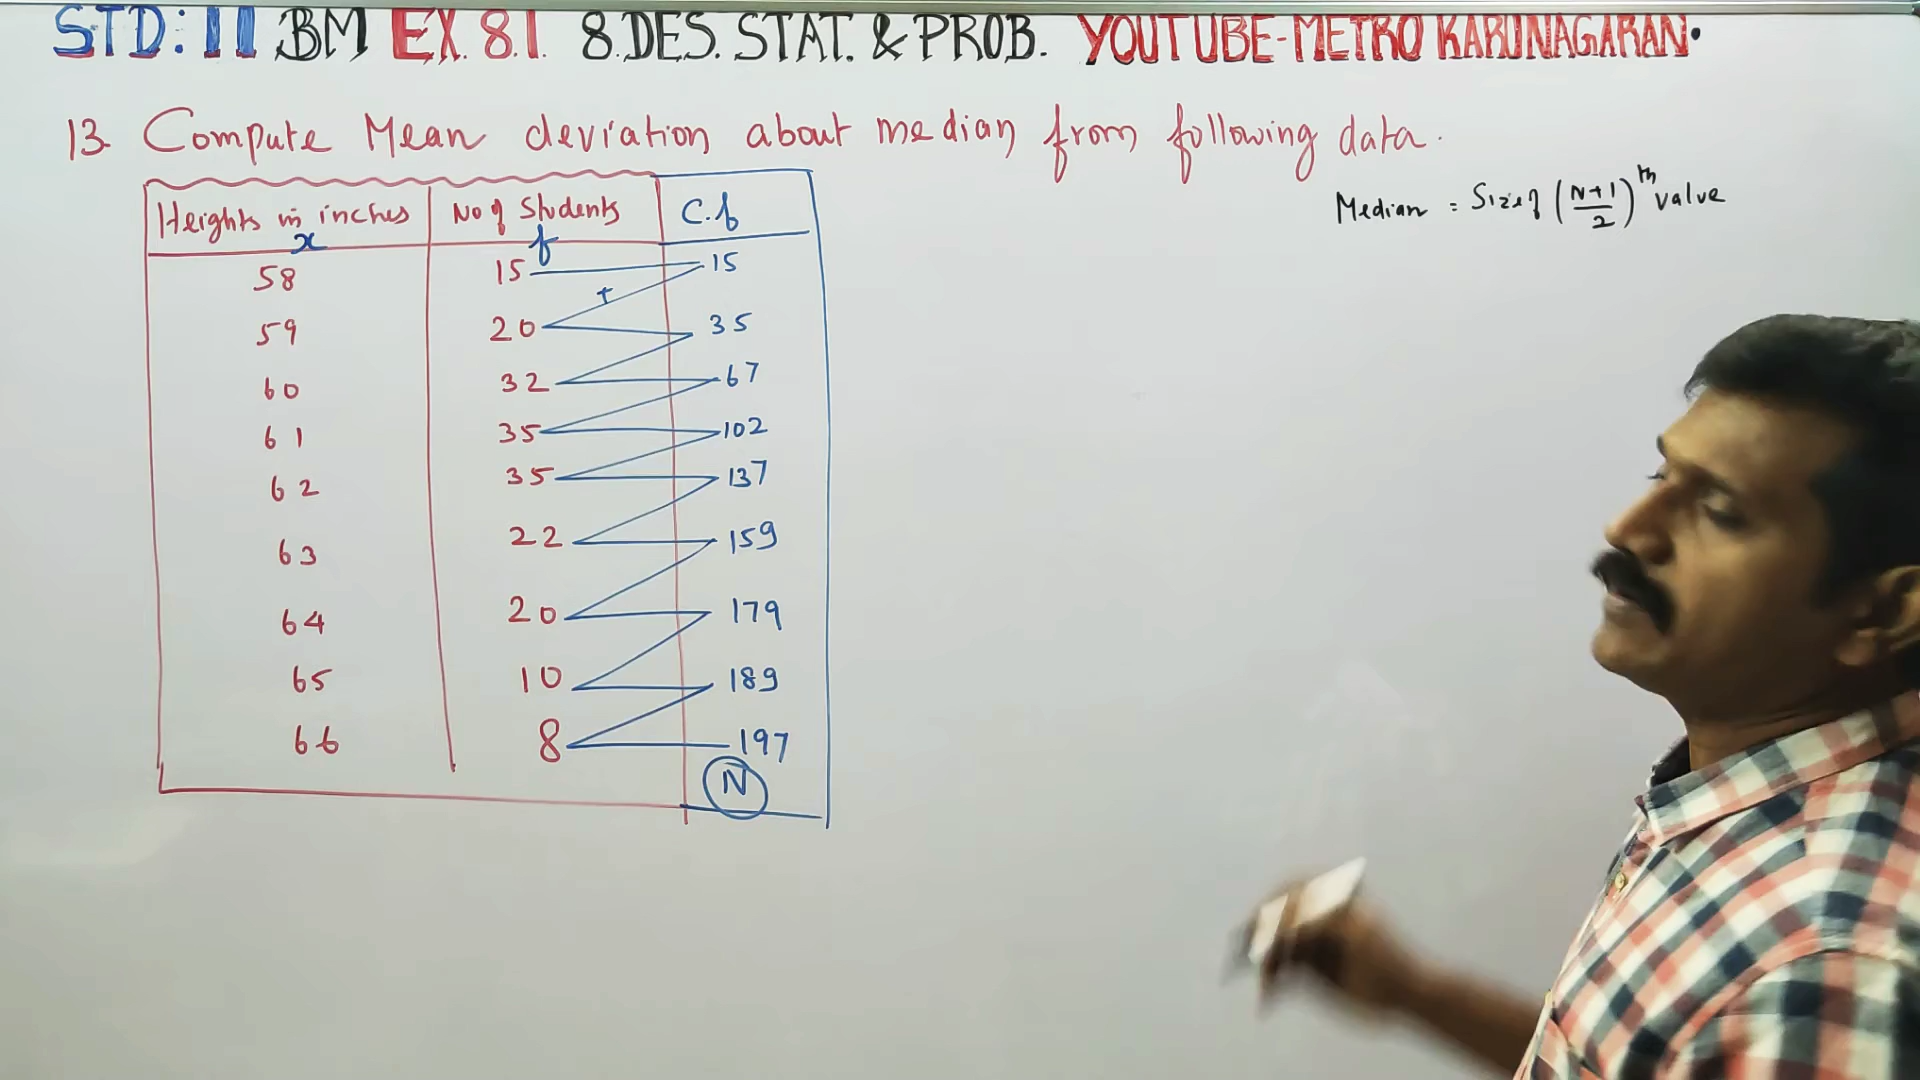 STD: 11 BM EX. 8.1. 8.DES. STAT. & PROB. YOUTUBE-METRO KARUNAGARAN.
13. Compute Mean deviation about median from following data.
Median = Size of (N+1/2)th value
Heights in inches x No of Students f C.f
58 15 15
+
59 20 35
60 32 67
61 35 102
62 35 137
63 22 159
64 20 179
65 10 189
66 8 197
N